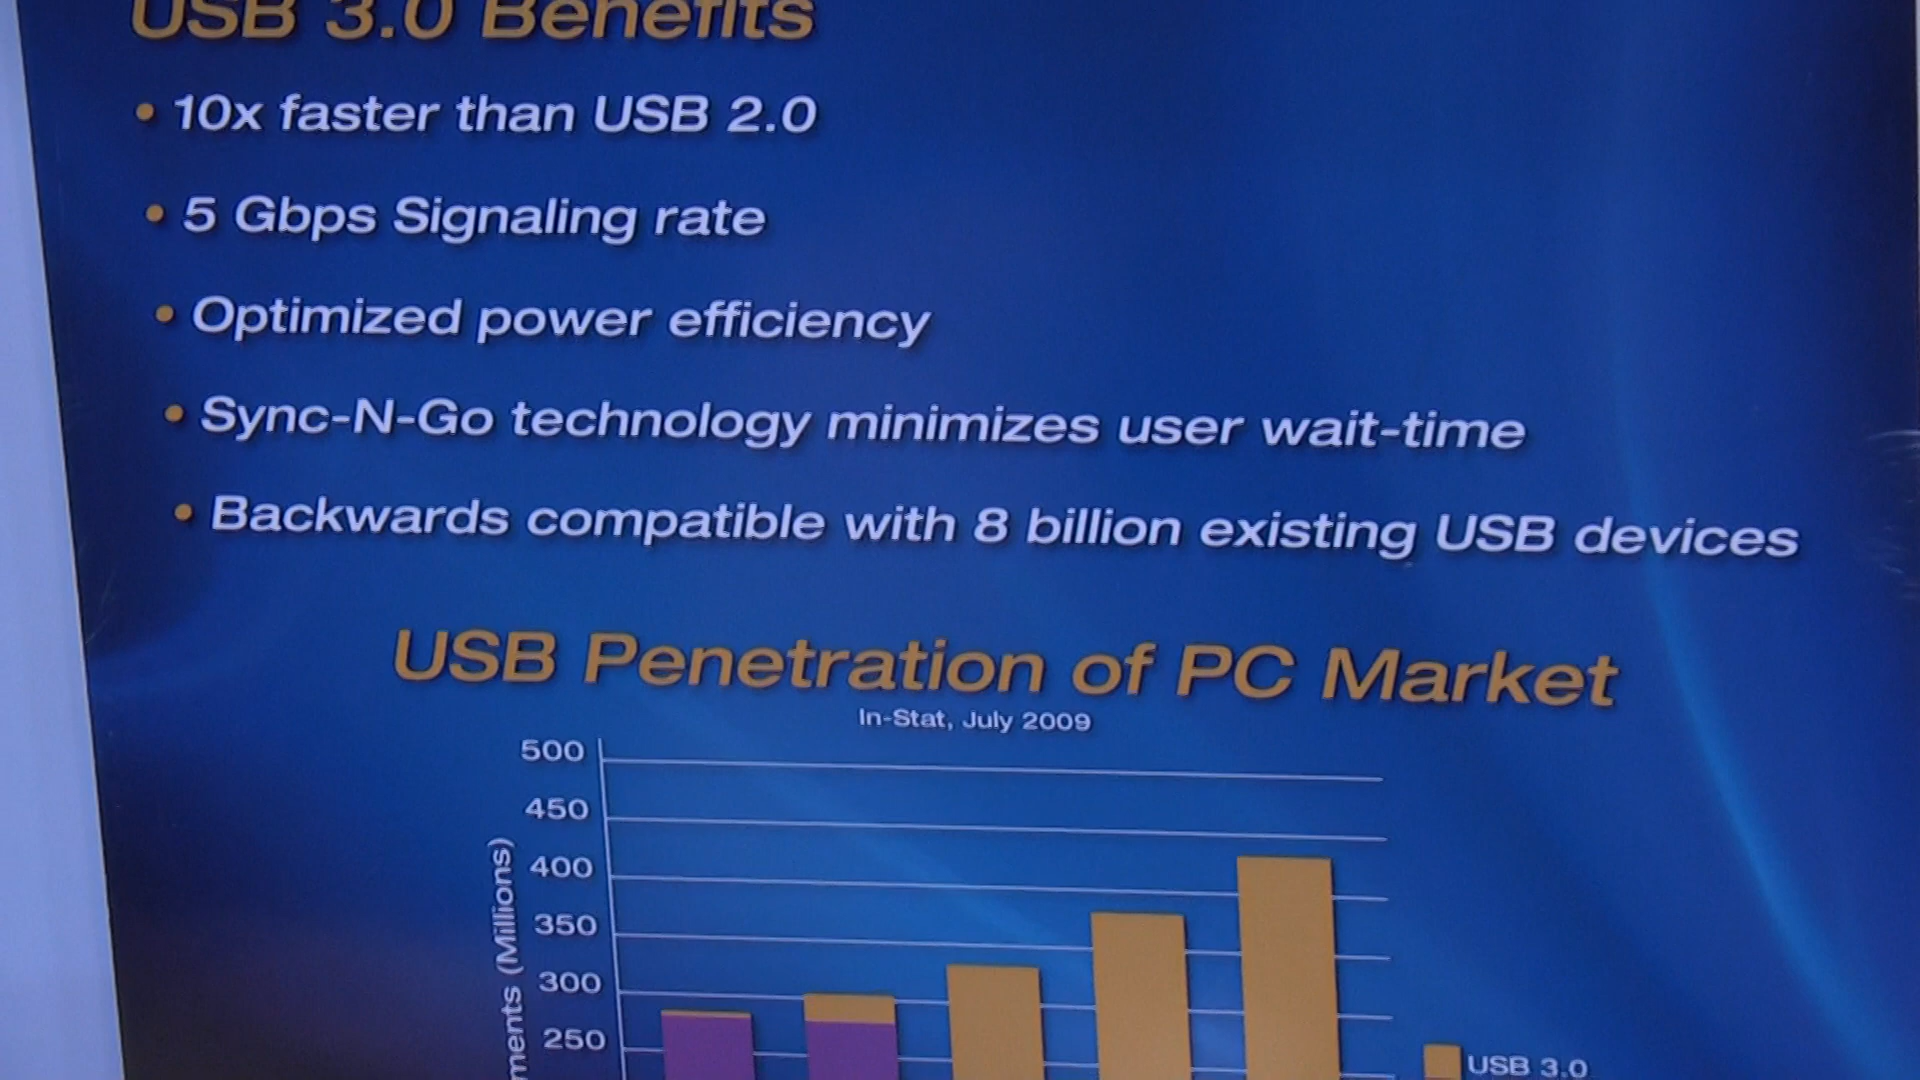 USB 3.0 Benefits
• 10x faster than USB 2.0
• 5 Gbps Signaling rate
• Optimized power efficiency
• Sync-N-Go technology minimizes user wait-time
• Backwards compatible with 8 billion existing USB devices
USB Penetration of PC Market
In-Stat, July 2009
500
450
400
350
300
250
(Millions)
USB 3.0